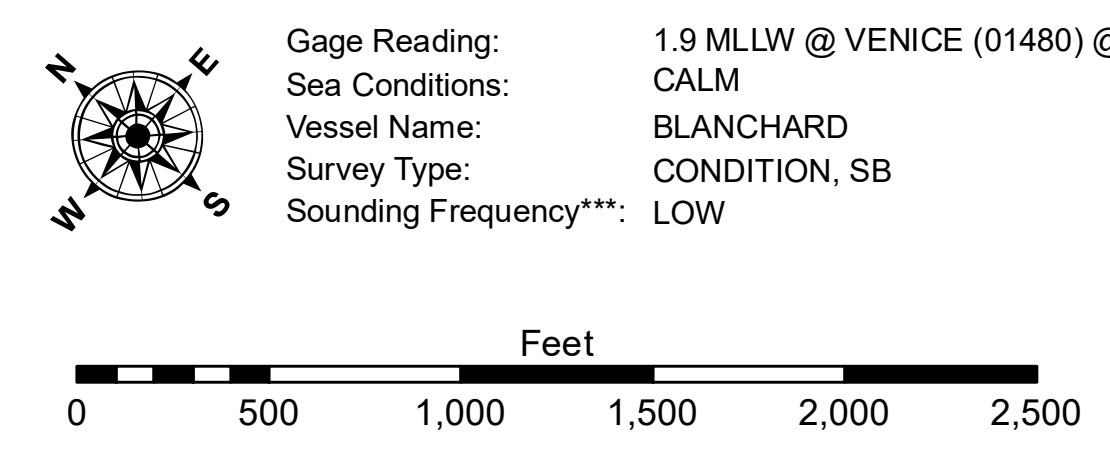 N E
W S
Gage Reading: 1.9 MLLW @ VENICE (01480) @
Sea Conditions: CALM
Vessel Name: BLANCHARD
Survey Type: CONDITION, SB
Sounding Frequency***: LOW
Feet
0 500 1,000 1,500 2,000 2,500